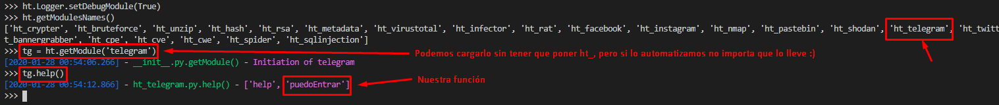 >>> ht.Logger.setDebugModule(True)
>>> ht.getModulesNames()
['ht_crypter', 'ht_bruteforce', 'ht_unzip', 'ht_hash', 'ht_rsa', 'ht_metadata', 'ht_virustotal', 'ht_infector', 'ht_rat', 'ht_facebook', 'ht_instagram', 'ht_nmap', 'ht_pastebin', 'ht_shodan', 'ht_telegram', 'ht_twitt
t_bannergrabber', 'ht_cpe', 'ht_cve', 'ht_cwe', 'ht_spider', 'ht_sqlinjection']
>>> tg = ht.getModule('telegram')
Podemos cargarlo sin tener que poner ht_, pero si lo automatizamos no importa que lo lleve :)
[2020-01-28 00:54:06.266] - __init__.py.getModule() - Initiation of telegram
>>> tg.help()
Nuestra función
[2020-01-28 00:54:12.866] - ht_telegram.py.help() - ['help', 'puedoEntrar']
>>>